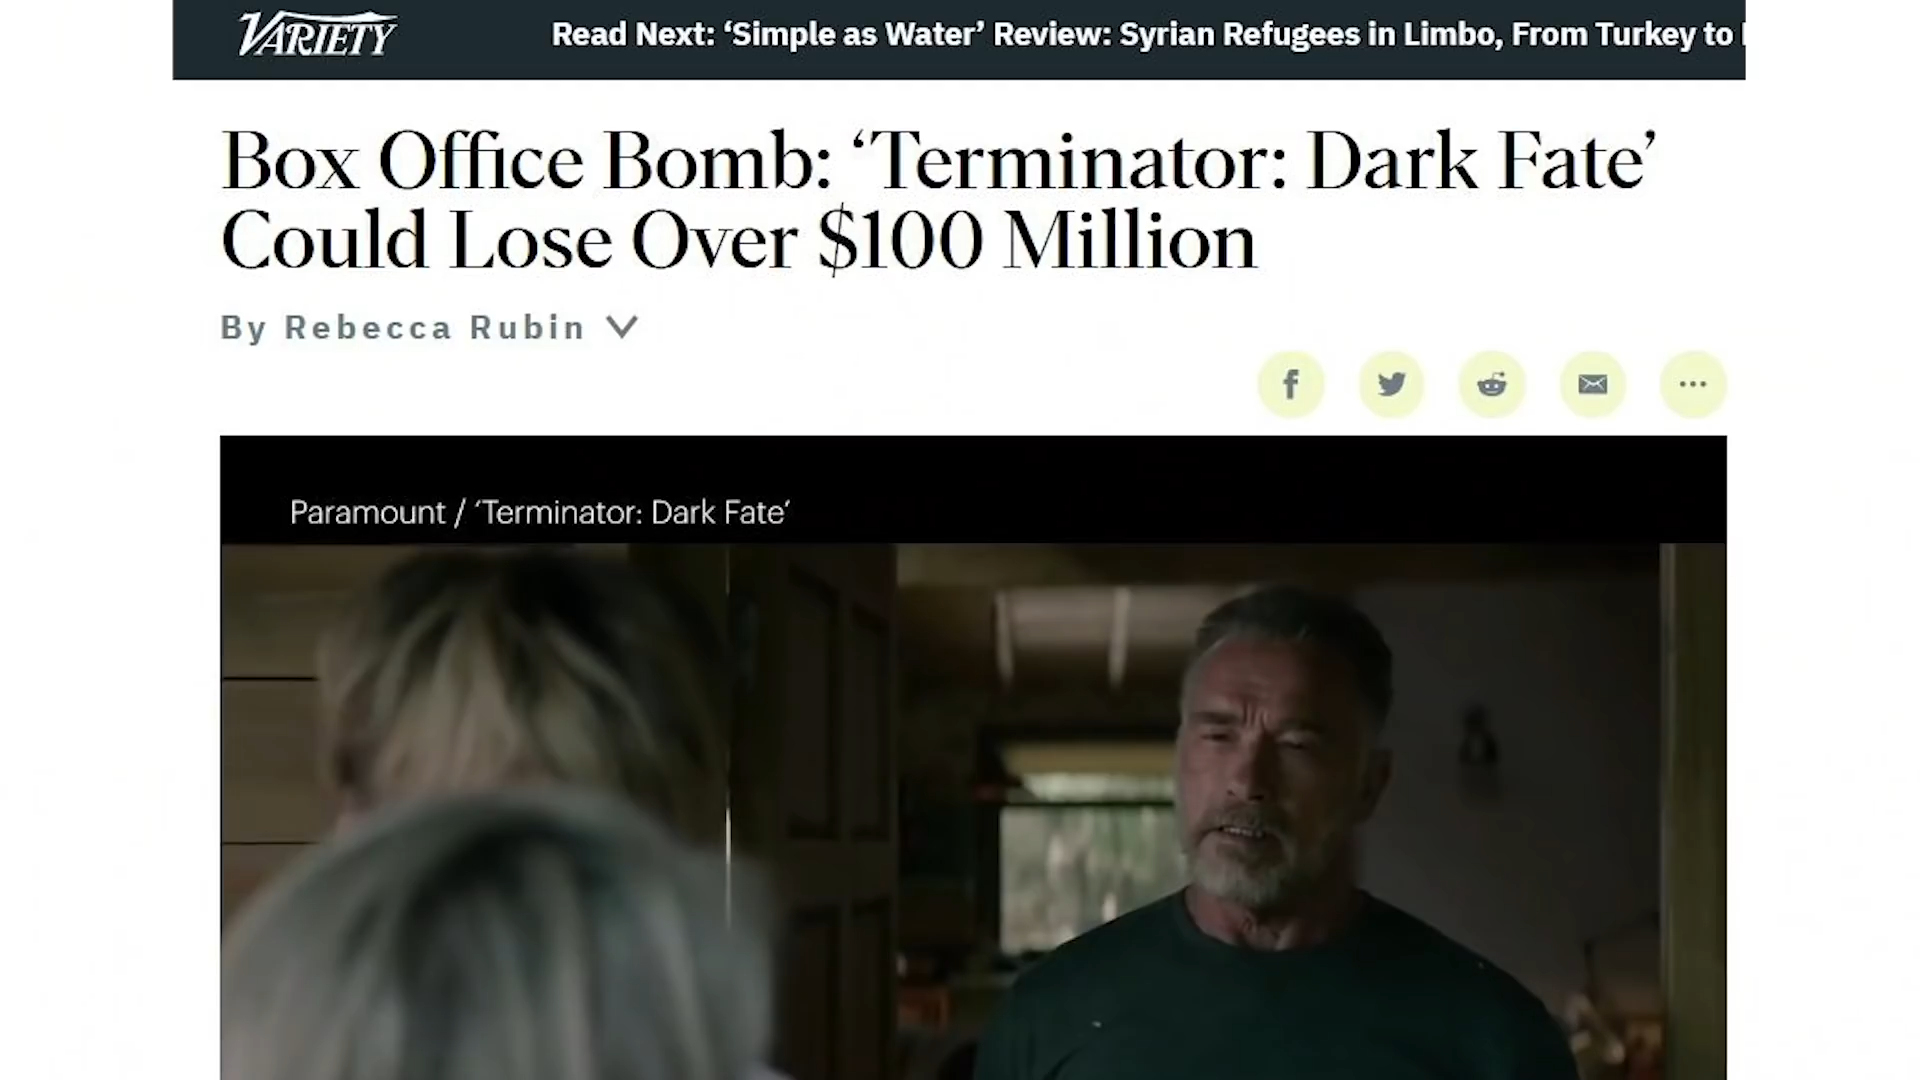 VARIETY
Read Next: ‘Simple as Water’ Review: Syrian Refugees in Limbo, From Turkey to
Box Office Bomb: ‘Terminator: Dark Fate’
Could Lose Over $100 Million
By Rebecca Rubin
Paramount / ‘Terminator: Dark Fate’